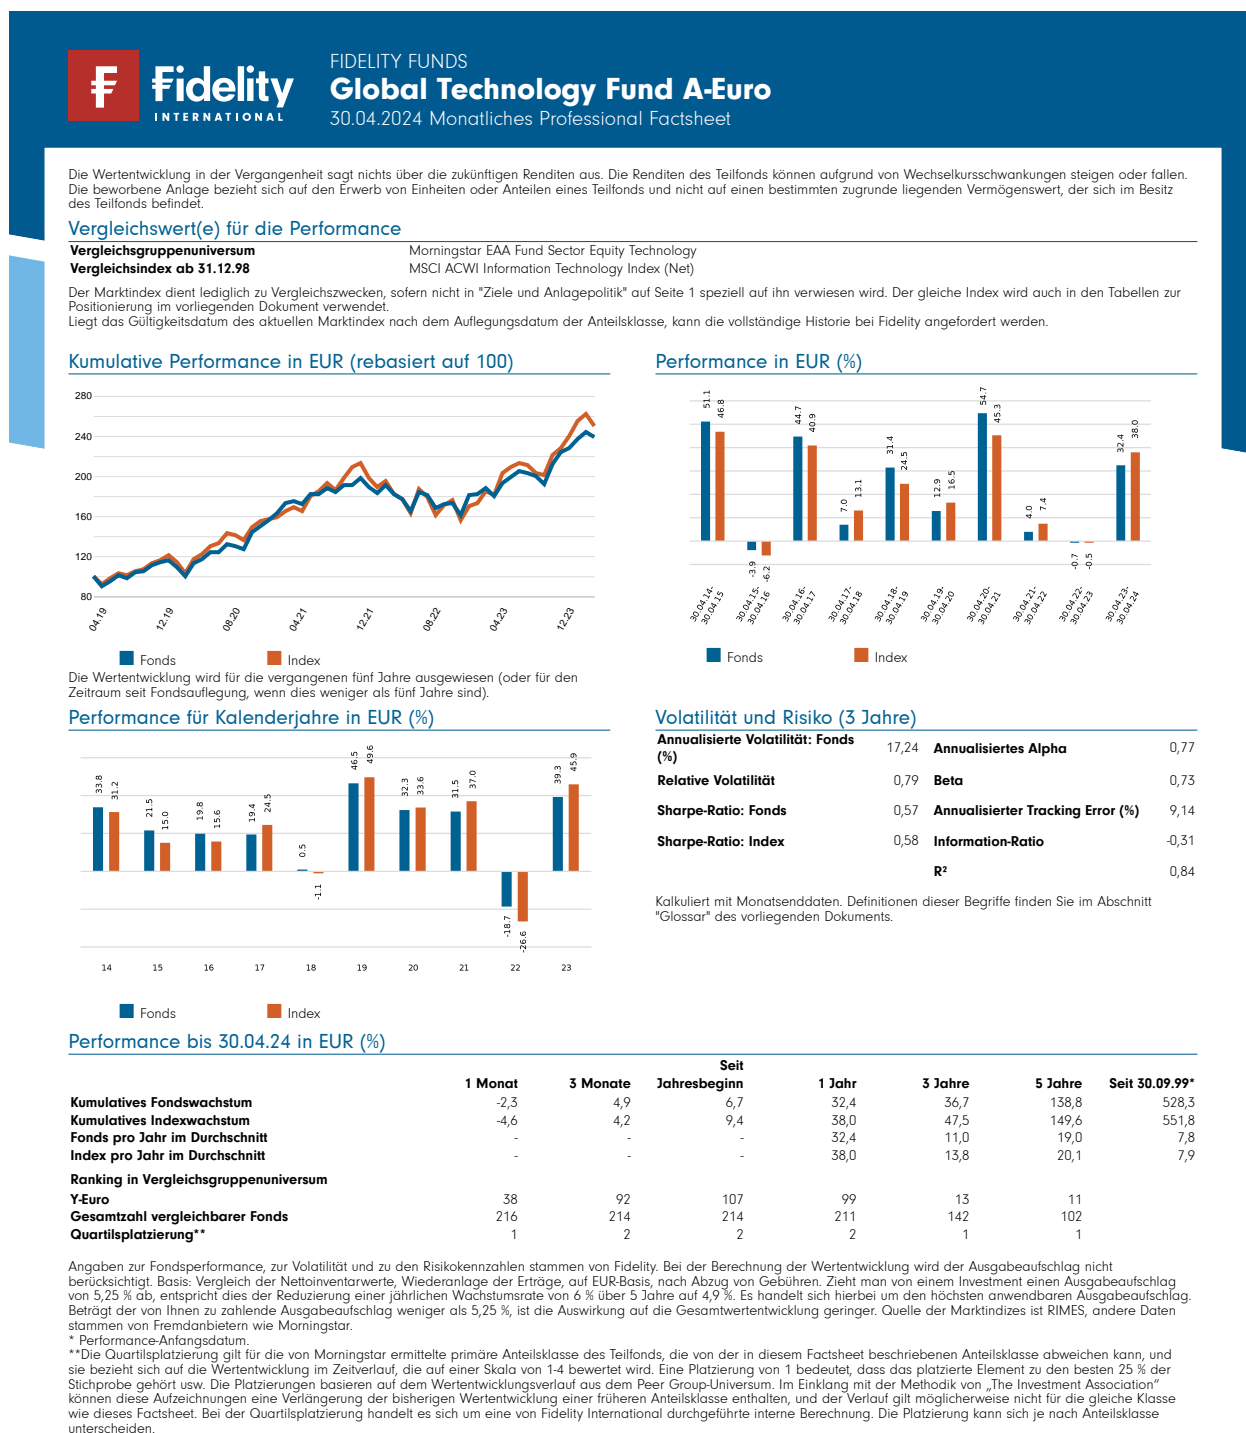 Fidelity
INTERNATIONAL
FIDELITY FUNDS
Global Technology Fund A-Euro
30.04.2024 Monatliches Professional Factsheet
Die Wertentwicklung in der Vergangenheit sagt nichts über die zukünftigen Renditen aus. Die Renditen des Teilfonds können aufgrund von Wechselkursschwankungen steigen oder fallen.
Die beworbene Anlage bezieht sich auf den Erwerb von Einheiten oder Anteilen eines Teilfonds und nicht auf einen bestimmten zugrunde liegenden Vermögenswert, der sich im Besitz
des Teilfonds befindet.
Vergleichswert(e) für die Performance
Vergleichsgruppenuniversum Morningstar EAA Fund Sector Equity Technology
Vergleichsindex ab 31.12.98 MSCI ACWI Information Technology Index (Net)
Der Marktindex dient lediglich zu Vergleichszwecken, sofern nicht in "Ziele und Anlagepolitik" auf Seite 1 speziell auf ihn verwiesen wird. Der gleiche Index wird auch in den Tabellen zur
Positionierung im vorliegenden Dokument verwendet.
Liegt das Gültigkeitsdatum des aktuellen Marktindex nach dem Auflegungsdatum der Anteilsklasse, kann die vollständige Historie bei Fidelity angefordert werden.
Kumulative Performance in EUR (rebasiert auf 100)
280
240
200
160
120
80
04.19 12.19 08.20 04.21 12.21 08.22 04.23 12.23
Fonds Index
Die Wertentwicklung wird für die vergangenen fünf Jahre ausgewiesen (oder für den
Zeitraum seit Fondsauflegung, wenn dies weniger als fünf Jahre sind).
Performance in EUR (%)
51.1 46.8 -3.9 -6.2 44.7 40.9 7.0 13.1 31.4 24.5 12.9 16.5 54.7 45.3 4.0 7.4 -0.7 -0.5 32.4 38.0
30.04.14-30.04.15 30.04.15-30.04.16 30.04.16-30.04.17 30.04.17-30.04.18 30.04.18-30.04.19 30.04.19-30.04.20 30.04.20-30.04.21 30.04.21-30.04.22 30.04.22-30.04.23 30.04.23-30.04.24
Fonds Index
Performance für Kalenderjahre in EUR (%)
33.8 31.2 21.5 15.0 19.8 15.6 19.4 24.5 0.5 -1.1 46.5 49.6 32.3 33.6 31.5 37.0 -18.7 -26.6 39.3 45.9
14 15 16 17 18 19 20 21 22 23
Fonds Index
Volatilität und Risiko (3 Jahre)
Annualisierte Volatilität: Fonds
(%) 17,24 Annualisiertes Alpha 0,77
Relative Volatilität 0,79 Beta 0,73
Sharpe-Ratio: Fonds 0,57 Annualisierter Tracking Error (%) 9,14
Sharpe-Ratio: Index 0,58 Information-Ratio -0,31
R² 0,84
Kalkuliert mit Monatsenddaten. Definitionen dieser Begriffe finden Sie im Abschnitt
"Glossar" des vorliegenden Dokuments.
Performance bis 30.04.24 in EUR (%)
Seit
1 Monat 3 Monate Jahresbeginn 1 Jahr 3 Jahre 5 Jahre Seit 30.09.99*
Kumulatives Fondswachstum -2,3 4,9 6,7 32,4 36,7 138,8 528,3
Kumulatives Indexwachstum -4,6 4,2 9,4 38,0 47,5 149,6 551,8
Fonds pro Jahr im Durchschnitt - - - 32,4 11,0 19,0 7,8
Index pro Jahr im Durchschnitt - - - 38,0 13,8 20,1 7,9
Ranking in Vergleichsgruppenuniversum
Y-Euro 38 92 107 99 13 11
Gesamtzahl vergleichbarer Fonds 216 214 214 211 142 102
Quartilsplatzierung** 1 2 2 2 1 1
Angaben zur Fondsperformance, zur Volatilität und zu den Risikokennzahlen stammen von Fidelity. Bei der Berechnung der Wertentwicklung wird der Ausgabeaufschlag nicht
berücksichtigt. Basis: Vergleich der Nettoinventarwerte, Wiederanlage der Erträge, auf EUR-Basis, nach Abzug von Gebühren. Zieht man von einem Investment einen Ausgabeaufschlag
von 5,25 % ab, entspricht dies der Reduzierung einer jährlichen Wachstumsrate von 6 % über 5 Jahre auf 4,9 %. Es handelt sich hierbei um den höchsten anwendbaren Ausgabeaufschlag.
Beträgt der von Ihnen zu zahlende Ausgabeaufschlag weniger als 5,25 %, ist die Auswirkung auf die Gesamtwertentwicklung geringer. Quelle der Marktindizes ist RIMES, andere Daten
stammen von Fremdanbietern wie Morningstar.
* Performance-Anfangsdatum.
**Die Quartilsplatzierung gilt für die von Morningstar ermittelte primäre Anteilsklasse des Teilfonds, die von der in diesem Factsheet beschriebenen Anteilsklasse abweichen kann, und
sie bezieht sich auf die Wertentwicklung im Zeitverlauf, die auf einer Skala von 1-4 bewertet wird. Eine Platzierung von 1 bedeutet, dass das platzierte Element zu den besten 25 % der
Stichprobe gehört usw. Die Platzierungen basieren auf dem Wertentwicklungsverlauf aus dem Peer Group-Universum. Im Einklang mit der Methodik von „The Investment Association“
können diese Aufzeichnungen eine Verlängerung der bisherigen Wertentwicklung einer früheren Anteilsklasse enthalten, und der Verlauf gilt möglicherweise nicht für die gleiche Klasse
wie dieses Factsheet. Bei der Quartilsplatzierung handelt es sich um eine von Fidelity International durchgeführte interne Berechnung. Die Platzierung kann sich je nach Anteilsklasse
unterscheiden.